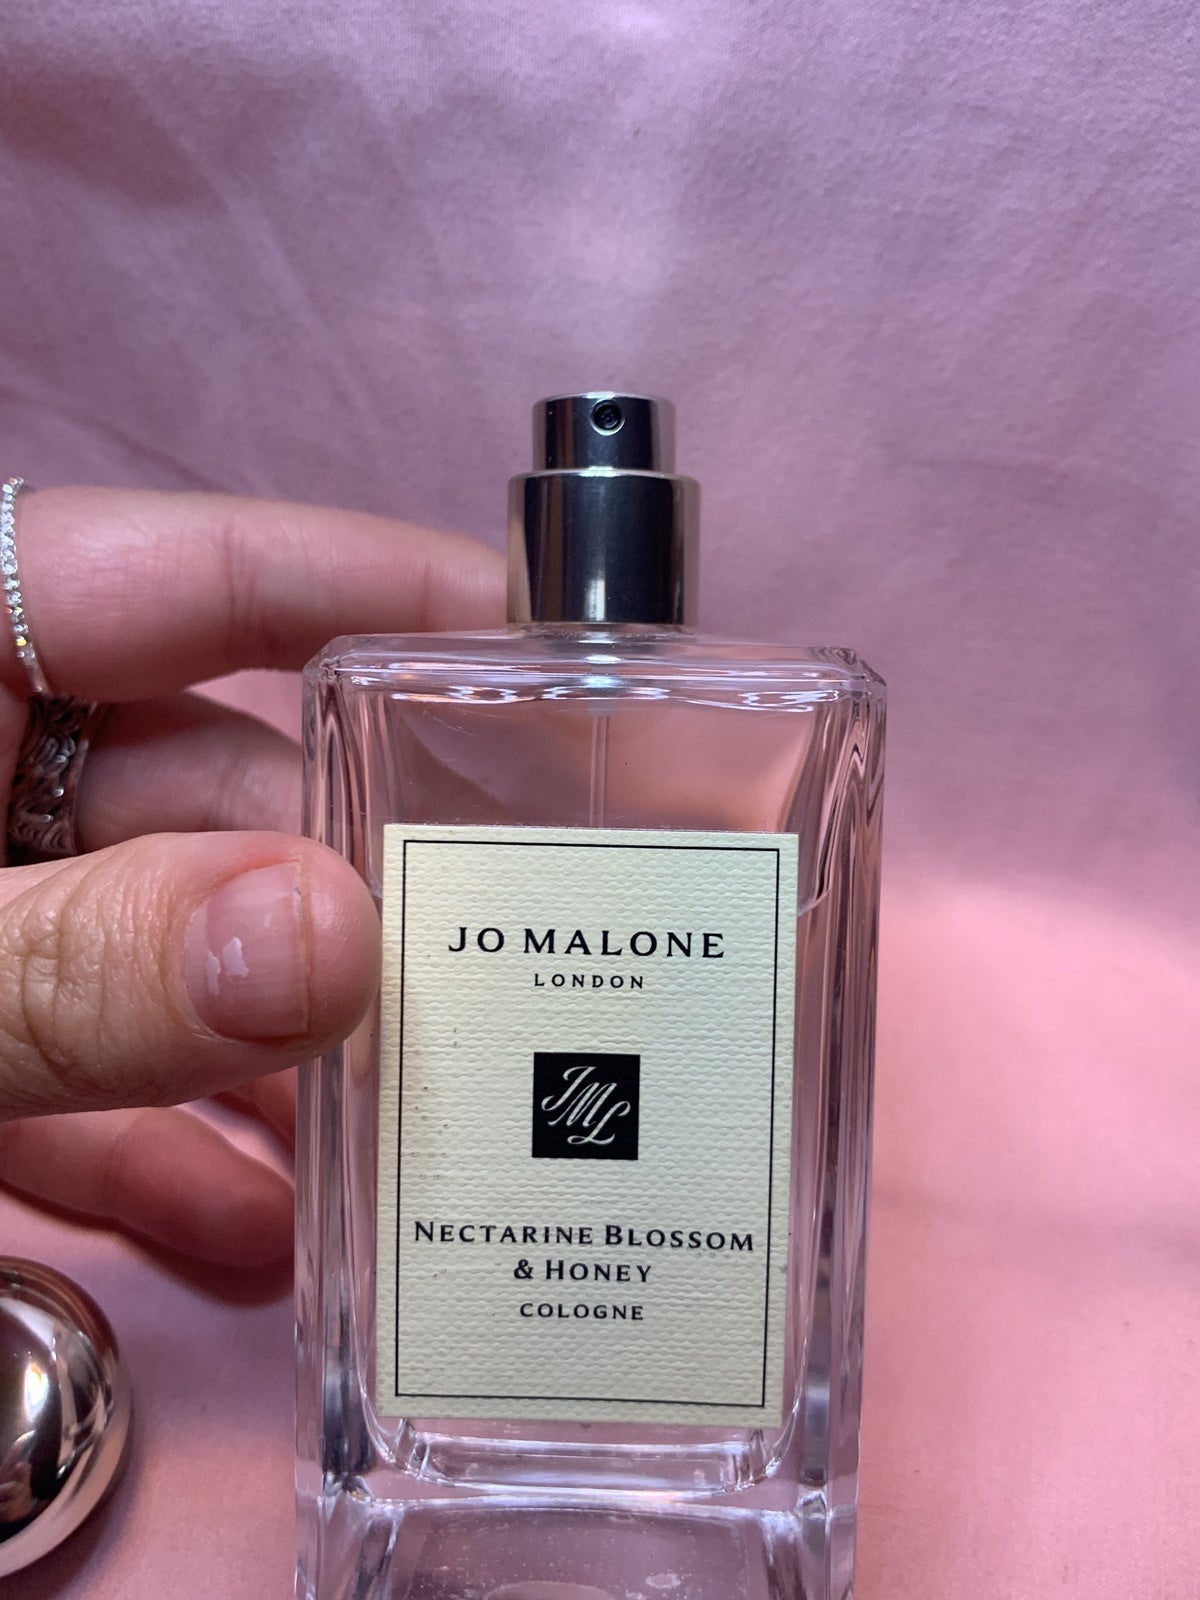 JO MALONE
LONDON
JML
NECTARINE BLOSSOM
& HONEY
COLOGNE